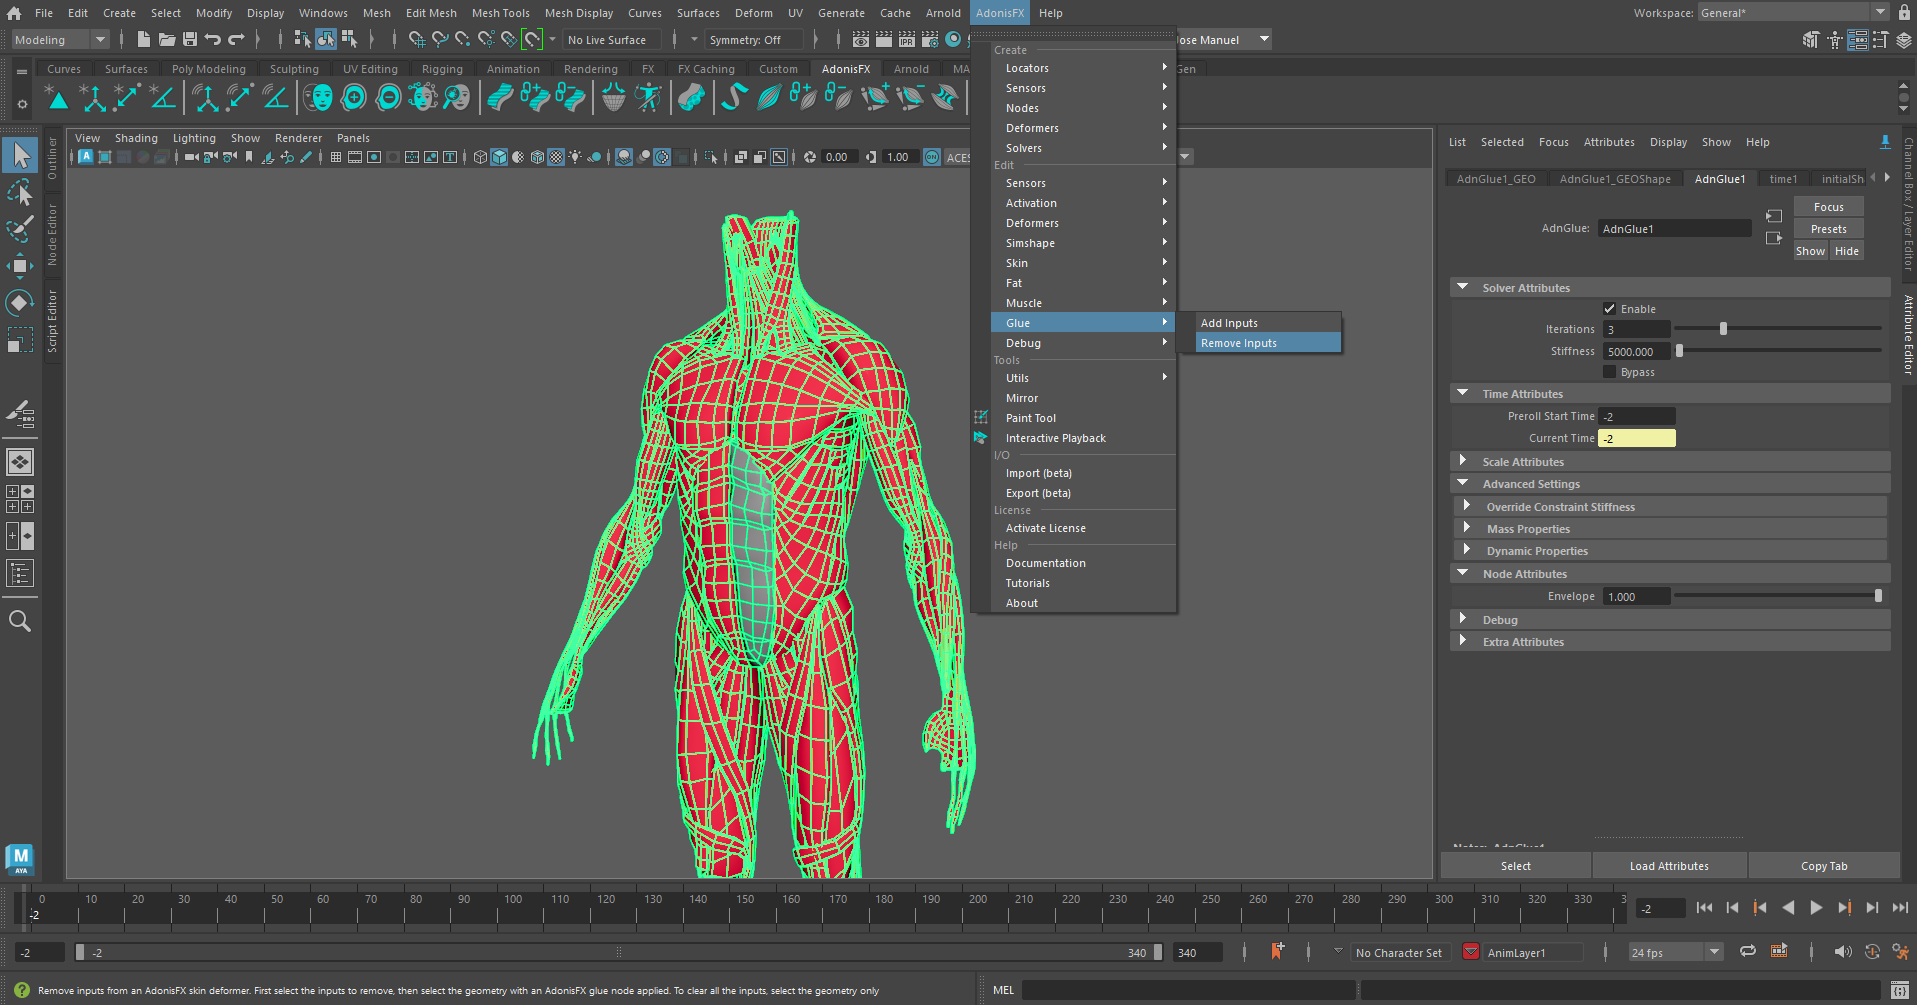 File Edit Create Select Modify Display Windows Mesh Edit Mesh Mesh Tools Mesh Display Curves Surfaces Deform UV Generate Cache Arnold AdonisFX Help Workspace: General*
Modeling No Live Surface Symmetry: Off ose Manuel
Curves Surfaces Poly Modeling Sculpting UV Editing Rigging Animation Rendering FX FX Caching Custom AdonisFX Arnold MA Gen
View Shading Lighting Show Renderer Panels
0.00 1.00 ON ACES
Outliner
Node Editor
Script Editor
Create
Locators
Sensors
Nodes
Deformers
Solvers
Edit
Sensors
Activation
Deformers
Simshape
Skin
Fat
Muscle
Glue
Debug
Add Inputs
Remove Inputs
Tools
Utils
Mirror
Paint Tool
Interactive Playback
I/O
Import (beta)
Export (beta)
License
Activate License
Help
Documentation
Tutorials
About
List Selected Focus Attributes Display Show Help
AdnGlue1_GEO AdnGlue1_GEOShape AdnGlue1 time1 initialSh
AdnGlue: AdnGlue1
Focus
Presets
Show Hide
Solver Attributes
Enable
Iterations 3
Stiffness 5000.000
Bypass
Time Attributes
Preroll Start Time -2
Current Time -2
Scale Attributes
Advanced Settings
Override Constraint Stiffness
Mass Properties
Dynamic Properties
Node Attributes
Envelope 1.000
Debug
Extra Attributes
Select Load Attributes Copy Tab
Channel Box / Layer Editor
Attribute Editor
M
AYA
0 10 20 30 40 50 60 70 80 90 100 110 120 130 140 150 160 170 180 190 200 210 220 230 240 250 260 270 280 290 300 310 320 330 3
-2
-2
-2 -2 340 340 No Character Set AnimLayer1 24 fps
Remove inputs from an AdonisFX skin deformer. First select the inputs to remove, then select the geometry with an AdonisFX glue node applied. To clear all the inputs, select the geometry only
MEL